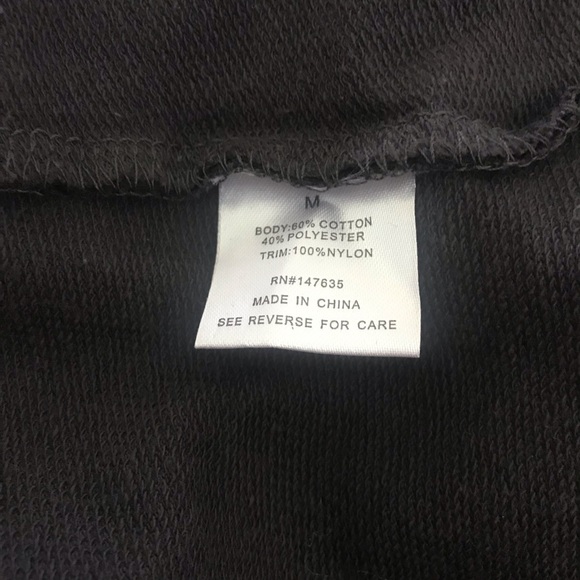 M
BODY:60% COTTON
40% POLYESTER
TRIM:100%NYLON
RN#147635
MADE IN CHINA
SEE REVERSE FOR CARE